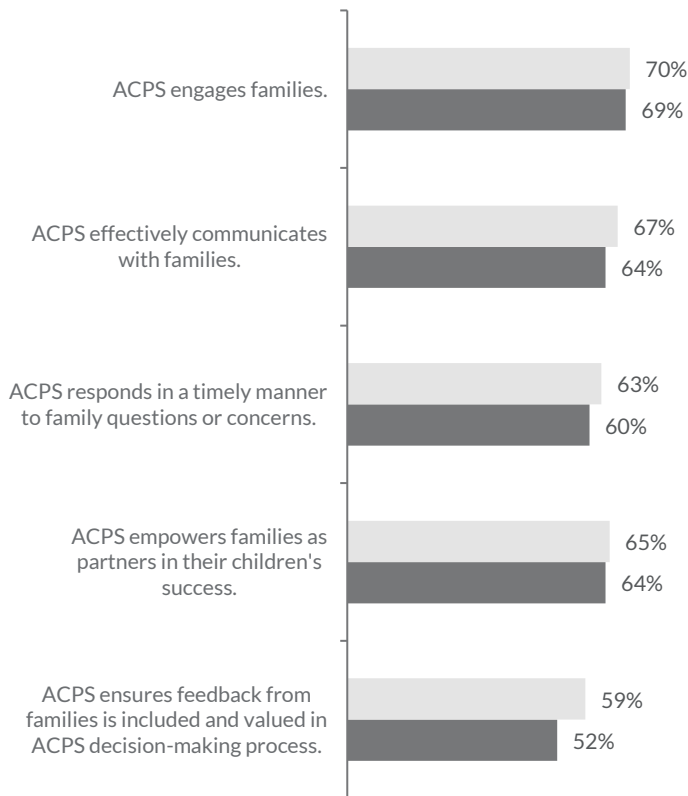 ACPS engages families.
70%
69%
ACPS effectively communicates
with families.
67%
64%
ACPS responds in a timely manner
to family questions or concerns.
63%
60%
ACPS empowers families as
partners in their children's
success.
65%
64%
ACPS ensures feedback from
families is included and valued in
ACPS decision-making process.
59%
52%